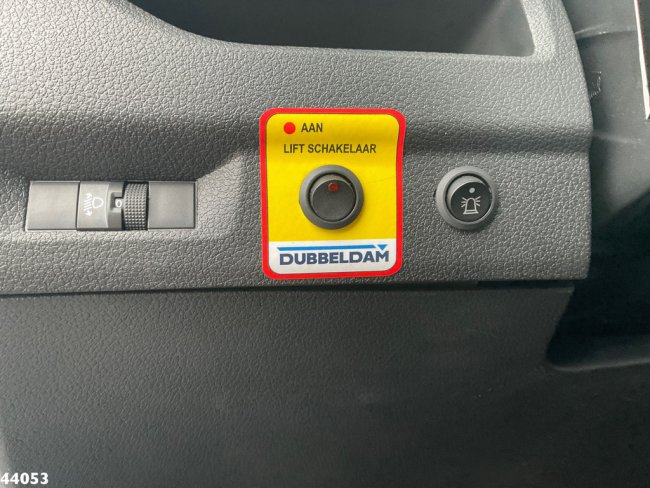 AAN
LIFT SCHAKELAAR
DUBBELDAM
44053